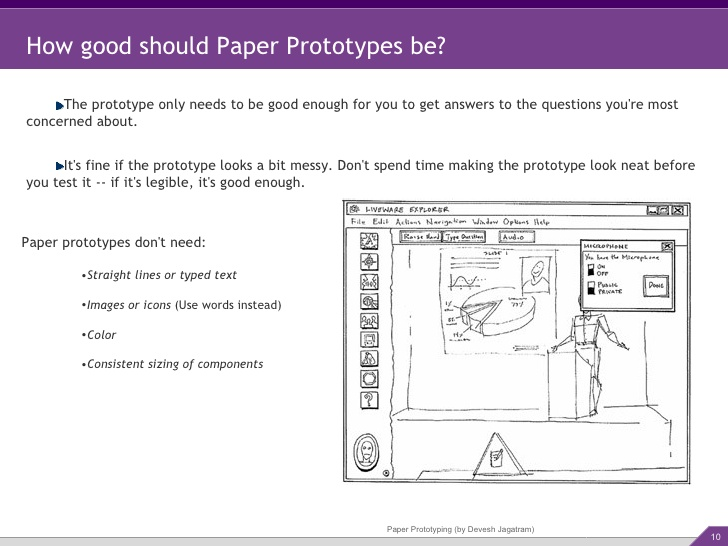 How good should Paper Prototypes be?
The prototype only needs to be good enough for you to get answers to the questions you're most
concerned about.
It's fine if the prototype looks a bit messy. Don't spend time making the prototype look neat before
you test it -- if it's legible, it's good enough.
Paper prototypes don't need:
•Straight lines or typed text
•Images or icons (Use words instead)
•Color
•Consistent sizing of components
LIVEWARE EXPLORER
File Edit Actions Navigation Window Options Help
Raise Hand Type Question Audio
SLIDE 1
MICROPHONE
You have the Microphone
ON
OFF
PUBLIC
PRIVATE
DONE
?
Paper Prototyping (by Devesh Jagatram)
10